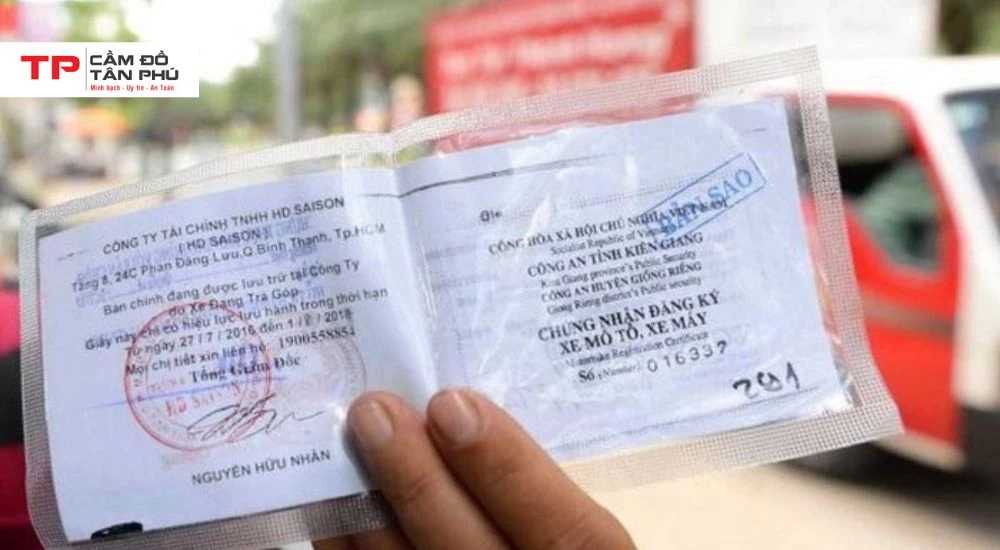 TP
CẦM ĐỒ
TÂN PHÚ
Minh bạch - Uy tín - An Toàn
CÔNG TY TÀI CHÍNH TNHH HD SAISON
( HD SAISON )
Tầng 8, 24C Phan Đăng Lưu, Q.Bình Thạnh, Tp.HCM
Bản chính đang được lưu trữ tại Công Ty
do Xe Đang Trả Góp
Giấy này chỉ có hiệu lực lưu hành trong thời hạn
Từ ngày 27 / 7 / 2016 đến 1 / 8 / 2018
Mọi chi tiết xin liên hệ 1900558854
Tổng Giám Đốc
HD SAISON
NGUYỄN HỮU NHÂN
BẢN SAO
CỘNG HÒA XÃ HỘI CHỦ NGHĨA VIỆT NAM
Socialist Republic of Vietnam
CÔNG AN TỈNH KIÊN GIANG
Kien Giang province's Public Security
CÔNG AN HUYỆN GIỒNG RIỀNG
Giong Rieng district's Public security
CHỨNG NHẬN ĐĂNG KÝ
XE MÔ TÔ, XE MÁY
Motorbike Registration Certificate
Số (Number) 016337
291